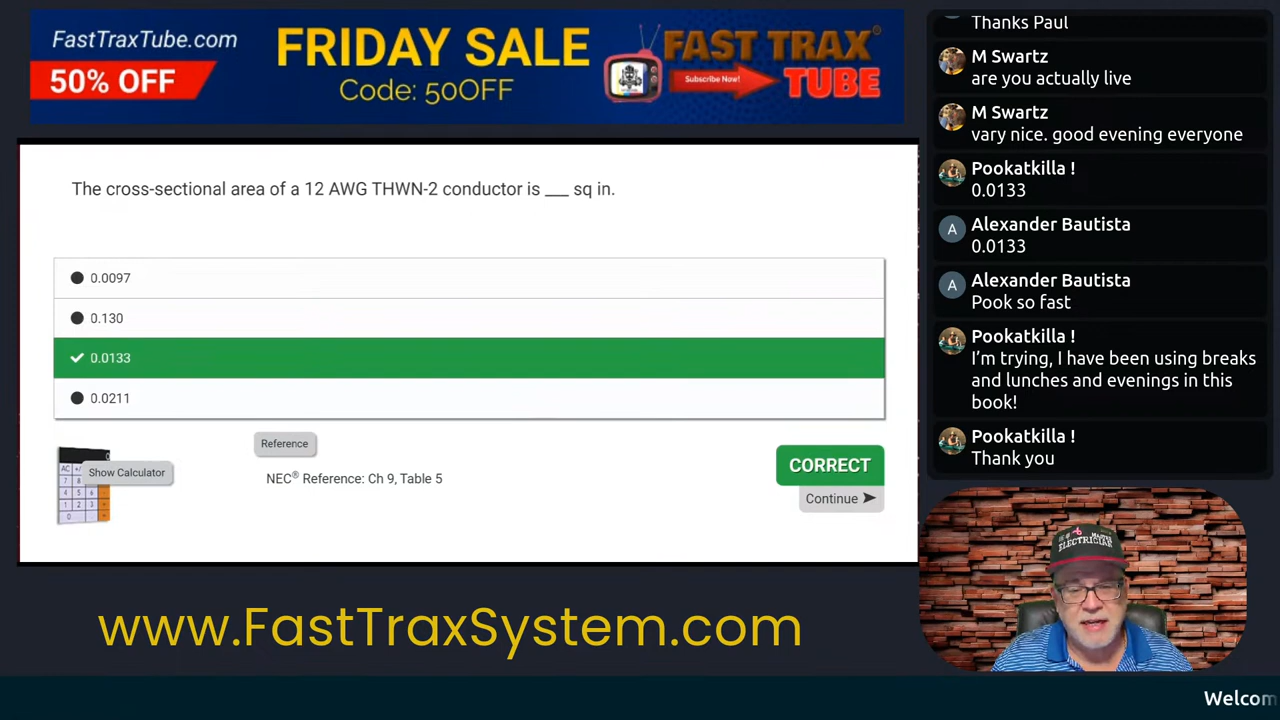 FastTraxTube.com
50% OFF
FRIDAY SALE
Code: 50OFF
FAST TRAX®
Subscribe Now!
TUBE
The cross-sectional area of a 12 AWG THWN-2 conductor is ___ sq in.
0.0097
0.130
0.0133
0.0211
Show Calculator
Reference
NEC® Reference: Ch 9, Table 5
CORRECT
Continue
www.FastTraxSystem.com
Thanks Paul
M Swartz
are you actually live
M Swartz
vary nice. good evening everyone
Pookatkilla !
0.0133
A
Alexander Bautista
0.0133
A
Alexander Bautista
Pook so fast
Pookatkilla !
I'm trying, I have been using breaks
and lunches and evenings in this
book!
Pookatkilla !
Thank you
MASTER
ELECTRICIAN
Welcom